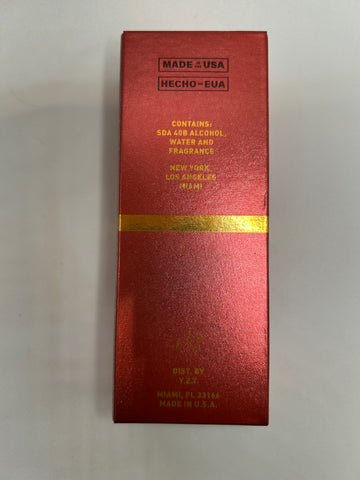 MADE IN THE USA
HECHO EN EUA
CONTAINS:
SDA 40B ALCOHOL,
WATER AND
FRAGRANCE
NEW YORK,
LOS ANGELES
MIAMI
DIST. BY
Y.Z.Y.
MIAMI, FL 33166
MADE IN U.S.A.